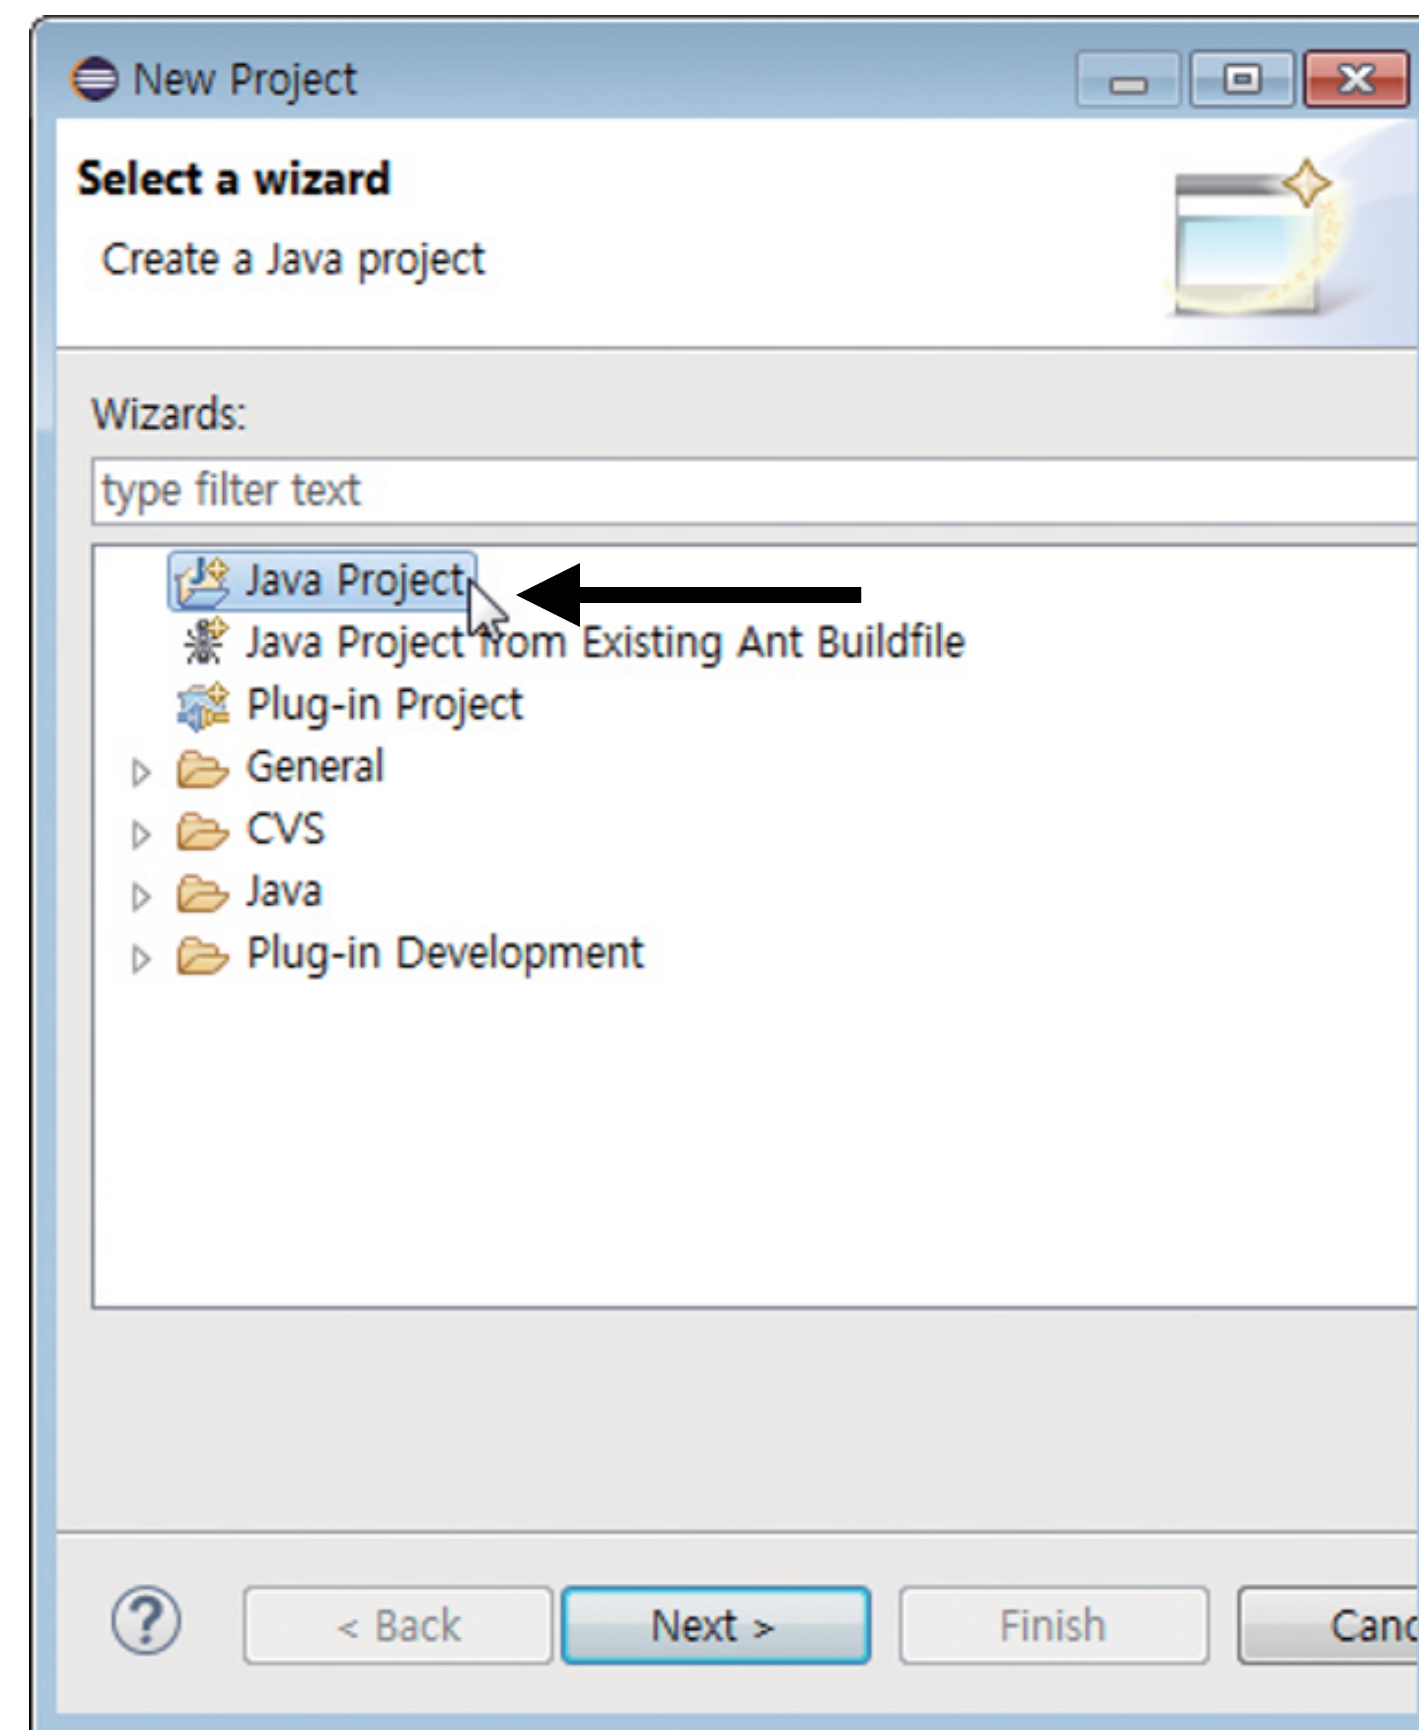 New Project
Select a wizard
Create a Java project
Wizards:
type filter text
Java Project
Java Project from Existing Ant Buildfile
Plug-in Project
General
CVS
Java
Plug-in Development
? < Back Next > Finish Canc